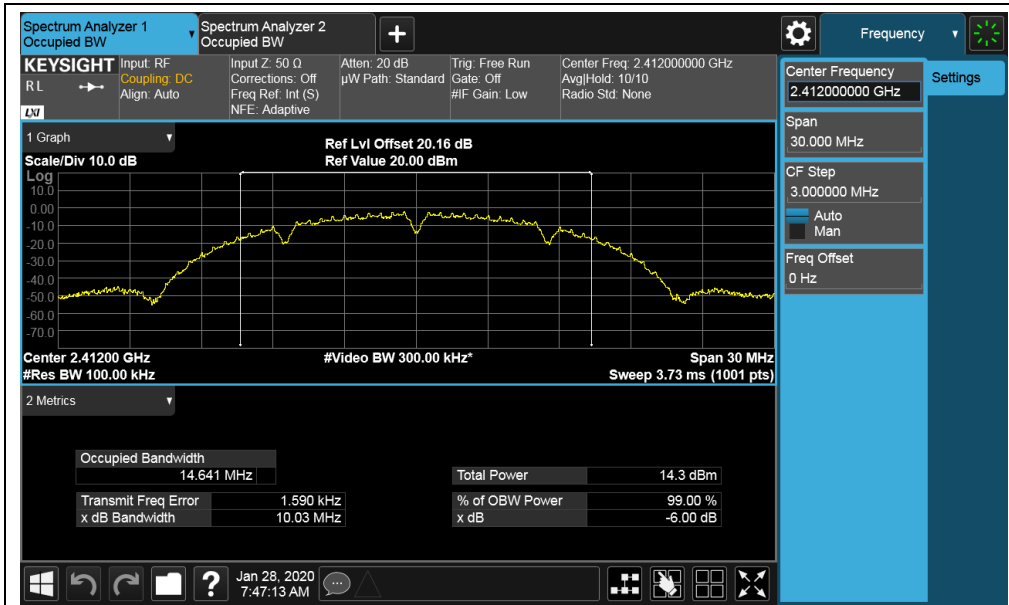 Spectrum Analyzer 1
Occupied BW
Spectrum Analyzer 2
Occupied BW
Frequency
KEYSIGHT
RL
LXI
Input: RF
Coupling: DC
Align: Auto
Input Z: 50 Ω
Corrections: Off
Freq Ref: Int (S)
NFE: Adaptive
Atten: 20 dB
µW Path: Standard
Trig: Free Run
Gate: Off
#IF Gain: Low
Center Freq: 2.412000000 GHz
Avg|Hold: 10/10
Radio Std: None
Center Frequency
2.412000000 GHz
Settings
Span
30.000 MHz
CF Step
3.000000 MHz
Auto
Man
Freq Offset
0 Hz
1 Graph
Scale/Div 10.0 dB
Ref Lvl Offset 20.16 dB
Ref Value 20.00 dBm
Log
10.0
0.00
-10.0
-20.0
-30.0
-40.0
-50.0
-60.0
-70.0
Center 2.41200 GHz
#Video BW 300.00 kHz*
Span 30 MHz
#Res BW 100.00 kHz
Sweep 3.73 ms (1001 pts)
2 Metrics
Occupied Bandwidth
14.641 MHz
Total Power 14.3 dBm
Transmit Freq Error 1.590 kHz
% of OBW Power 99.00 %
x dB Bandwidth 10.03 MHz
x dB -6.00 dB
?
Jan 28, 2020
7:47:13 AM